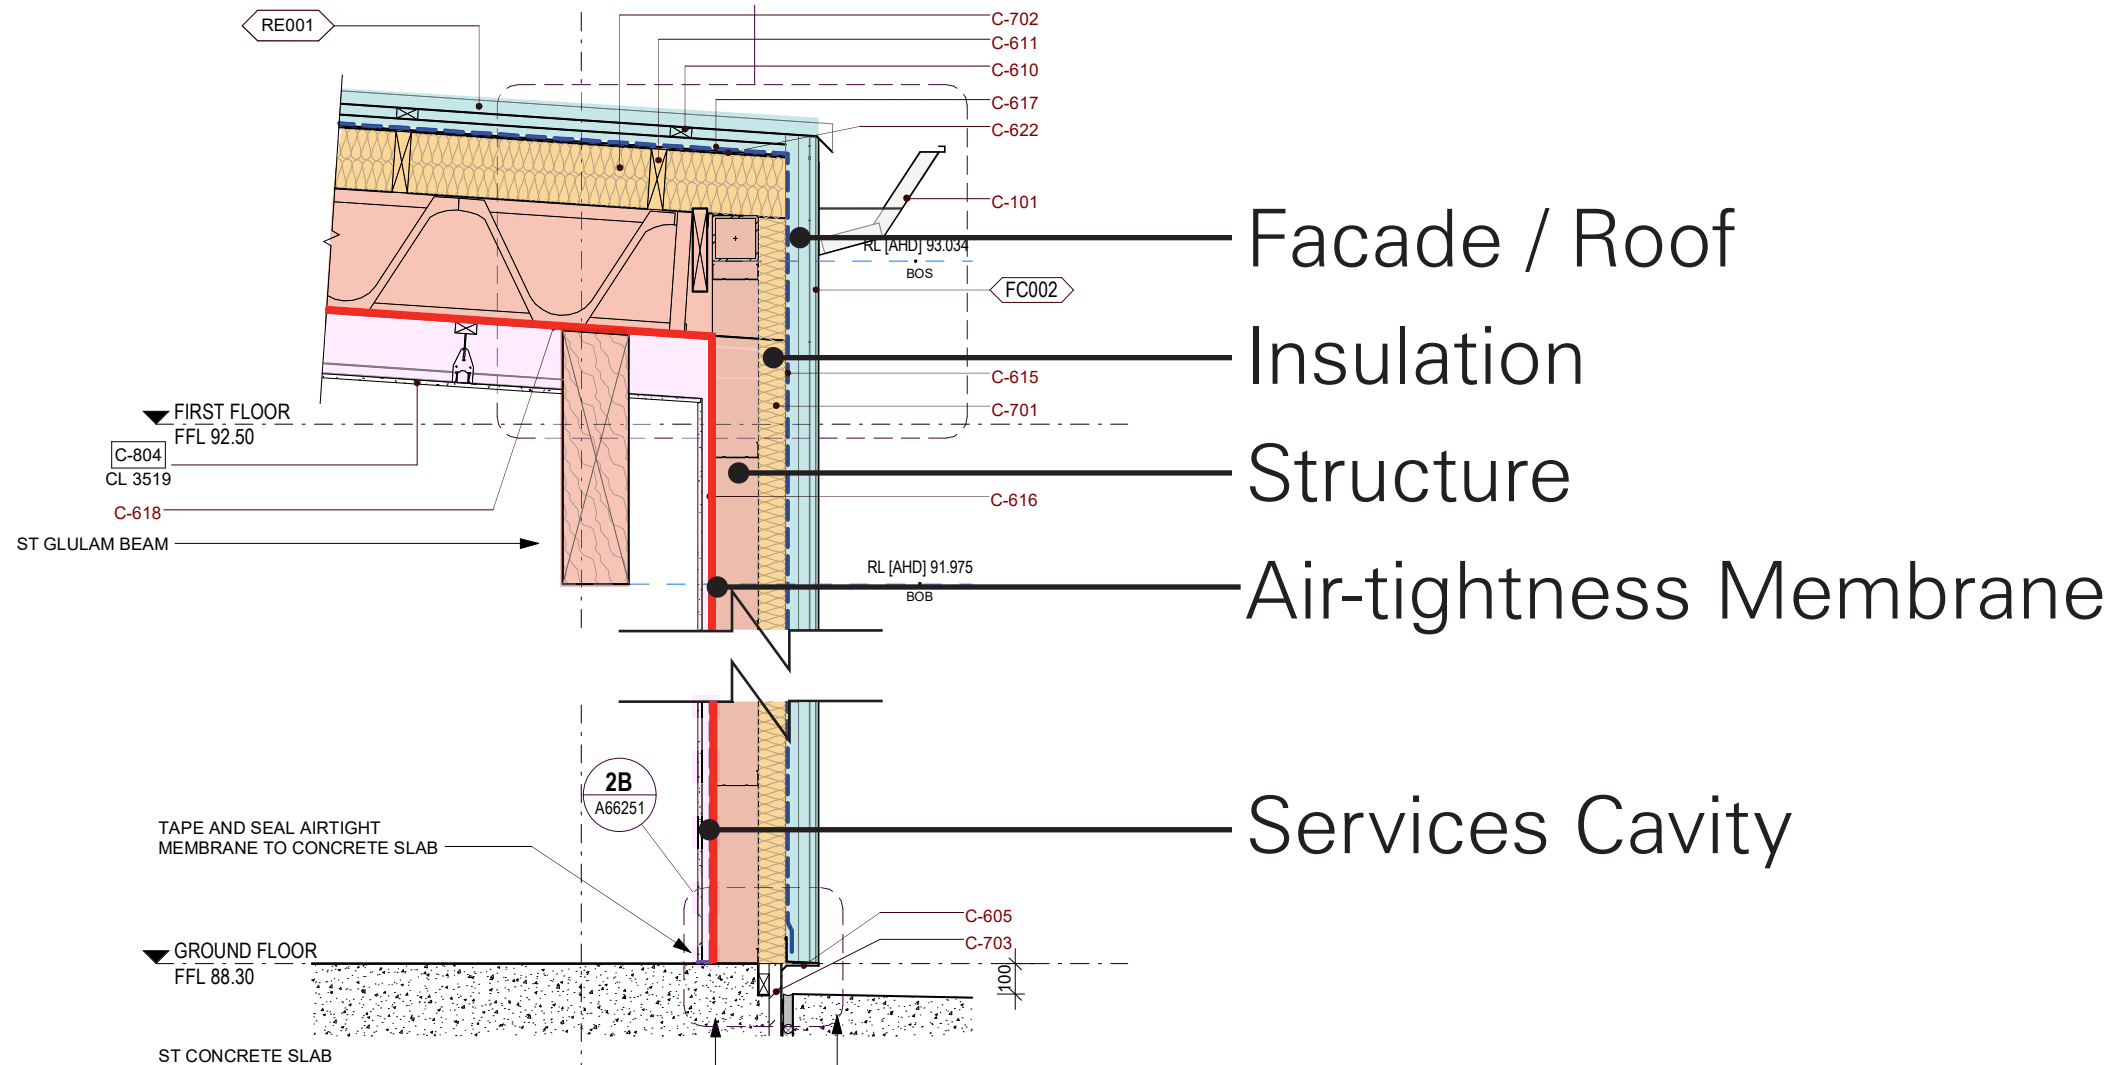 RE001
C-702
C-611
C-610
C-617
C-622
C-101
Facade / Roof
RL [AHD] 93.034
BOS
FC002
Insulation
C-615
C-701
FIRST FLOOR
FFL 92.50
C-804
CL 3519
Structure
C-616
C-618
ST GLULAM BEAM
RL [AHD] 91.975
BOB
Air-tightness Membrane
2B
A66251
TAPE AND SEAL AIRTIGHT
MEMBRANE TO CONCRETE SLAB
Services Cavity
C-605
C-703
GROUND FLOOR
FFL 88.30
100
ST CONCRETE SLAB